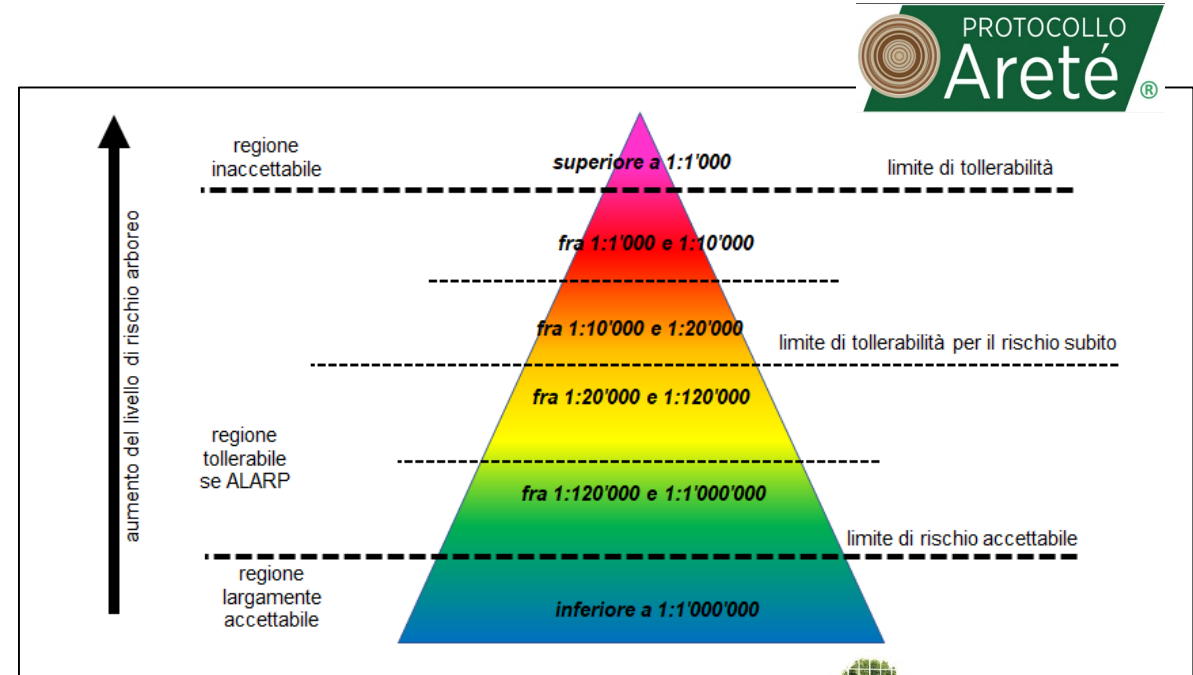 PROTOCOLLO
Areté ®
regione
inaccettabile
superiore a 1:1'000
limite di tollerabilità
fra 1:1'000 e 1:10'000
fra 1:10'000 e 1:20'000
limite di tollerabilità per il rischio subito
fra 1:20'000 e 1:120'000
regione
tollerabile
se ALARP
fra 1:120'000 e 1:1'000'000
limite di rischio accettabile
regione
largamente
accettabile
inferiore a 1:1'000'000
aumento del livello di rischio arboreo